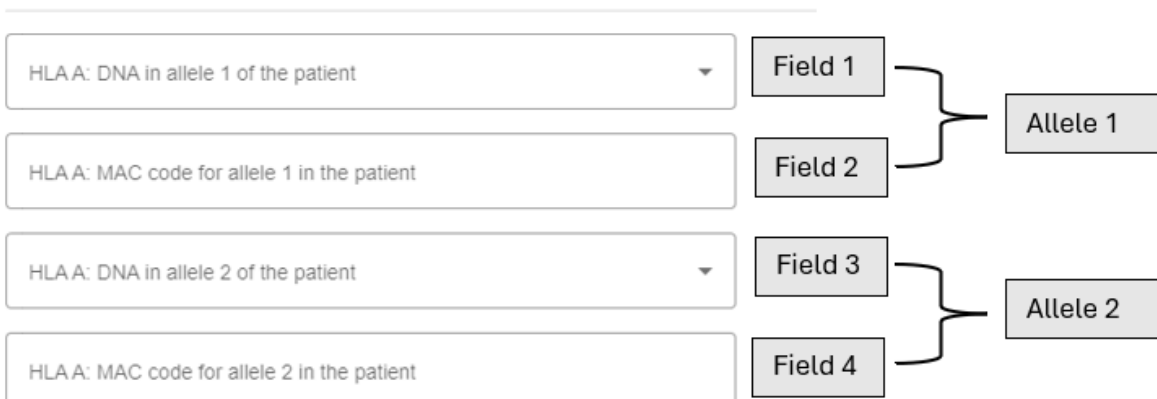 HLA A: DNA in allele 1 of the patient
Field 1
Allele 1
HLA A: MAC code for allele 1 in the patient
Field 2
HLA A: DNA in allele 2 of the patient
Field 3
Allele 2
HLA A: MAC code for allele 2 in the patient
Field 4